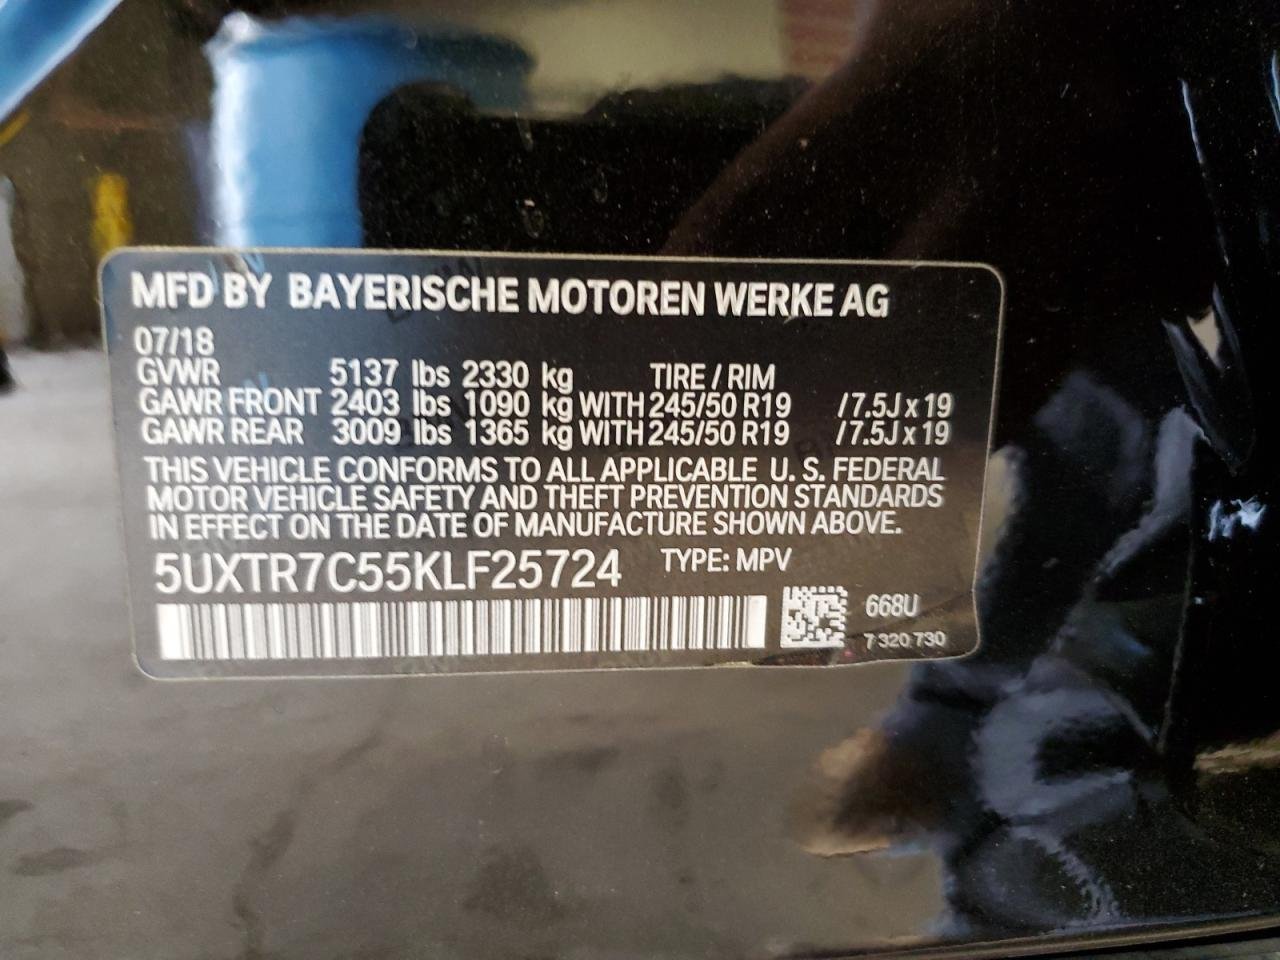 MFD BY BAYERISCHE MOTOREN WERKE AG
07/18
GVWR 5137 lbs 2330 kg TIRE / RIM
GAWR FRONT 2403 lbs 1090 kg WITH 245/50 R19 /7.5J x 19
GAWR REAR 3009 lbs 1365 kg WITH 245/50 R19 /7.5J x 19
THIS VEHICLE CONFORMS TO ALL APPLICABLE U. S. FEDERAL
MOTOR VEHICLE SAFETY AND THEFT PREVENTION STANDARDS
IN EFFECT ON THE DATE OF MANUFACTURE SHOWN ABOVE.
5UXTR7C55KLF25724 TYPE: MPV
668U
7 320 730